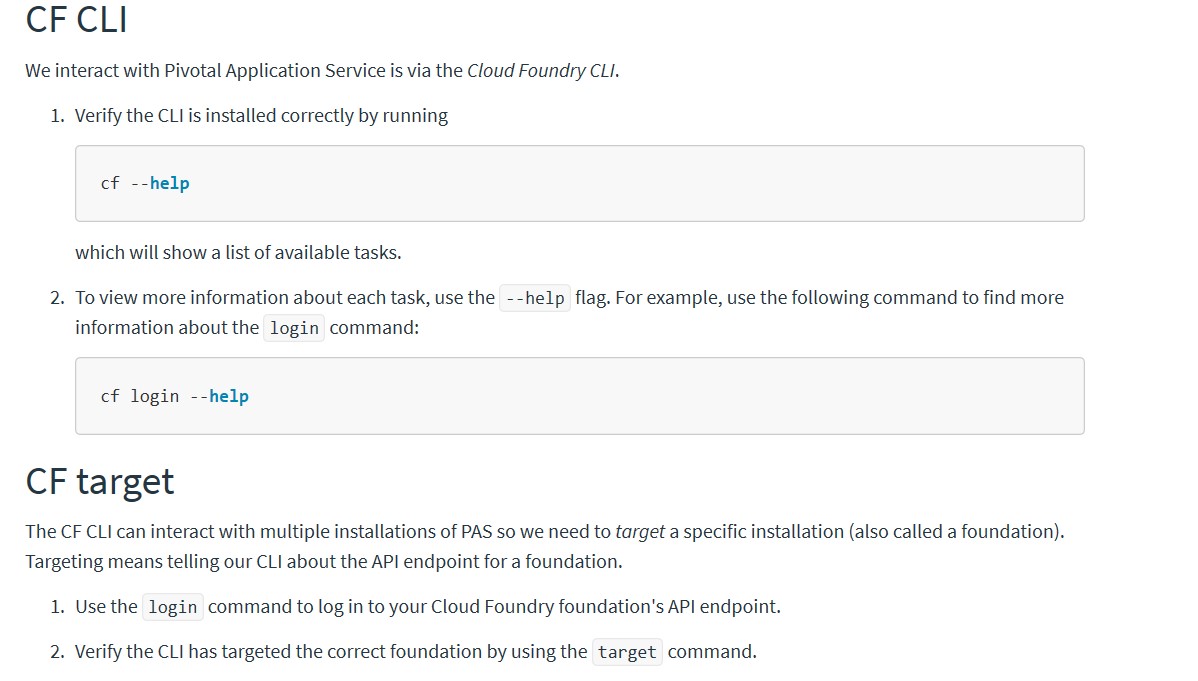 CF CLI
We interact with Pivotal Application Service is via the Cloud Foundry CLI.
1. Verify the CLI is installed correctly by running
cf --help
which will show a list of available tasks.
2. To view more information about each task, use the --help flag. For example, use the following command to find more
information about the login command:
cf login --help
CF target
The CF CLI can interact with multiple installations of PAS so we need to target a specific installation (also called a foundation).
Targeting means telling our CLI about the API endpoint for a foundation.
1. Use the login command to log in to your Cloud Foundry foundation's API endpoint.
2. Verify the CLI has targeted the correct foundation by using the target command.